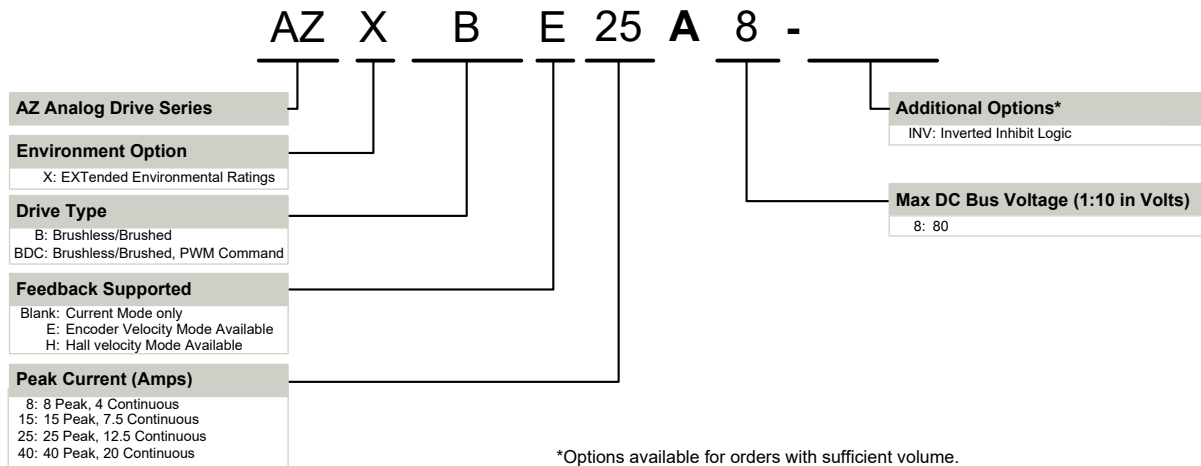 AZ X B E 25 A 8 -
AZ Analog Drive Series
Environment Option
X: EXTended Environmental Ratings
Drive Type
B: Brushless/Brushed
BDC: Brushless/Brushed, PWM Command
Feedback Supported
Blank: Current Mode only
E: Encoder Velocity Mode Available
H: Hall velocity Mode Available
Peak Current (Amps)
8: 8 Peak, 4 Continuous
15: 15 Peak, 7.5 Continuous
25: 25 Peak, 12.5 Continuous
40: 40 Peak, 20 Continuous
Additional Options*
INV: Inverted Inhibit Logic
Max DC Bus Voltage (1:10 in Volts)
8: 80
*Options available for orders with sufficient volume.